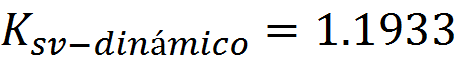 K_{sv-dinámico} = 1.1933